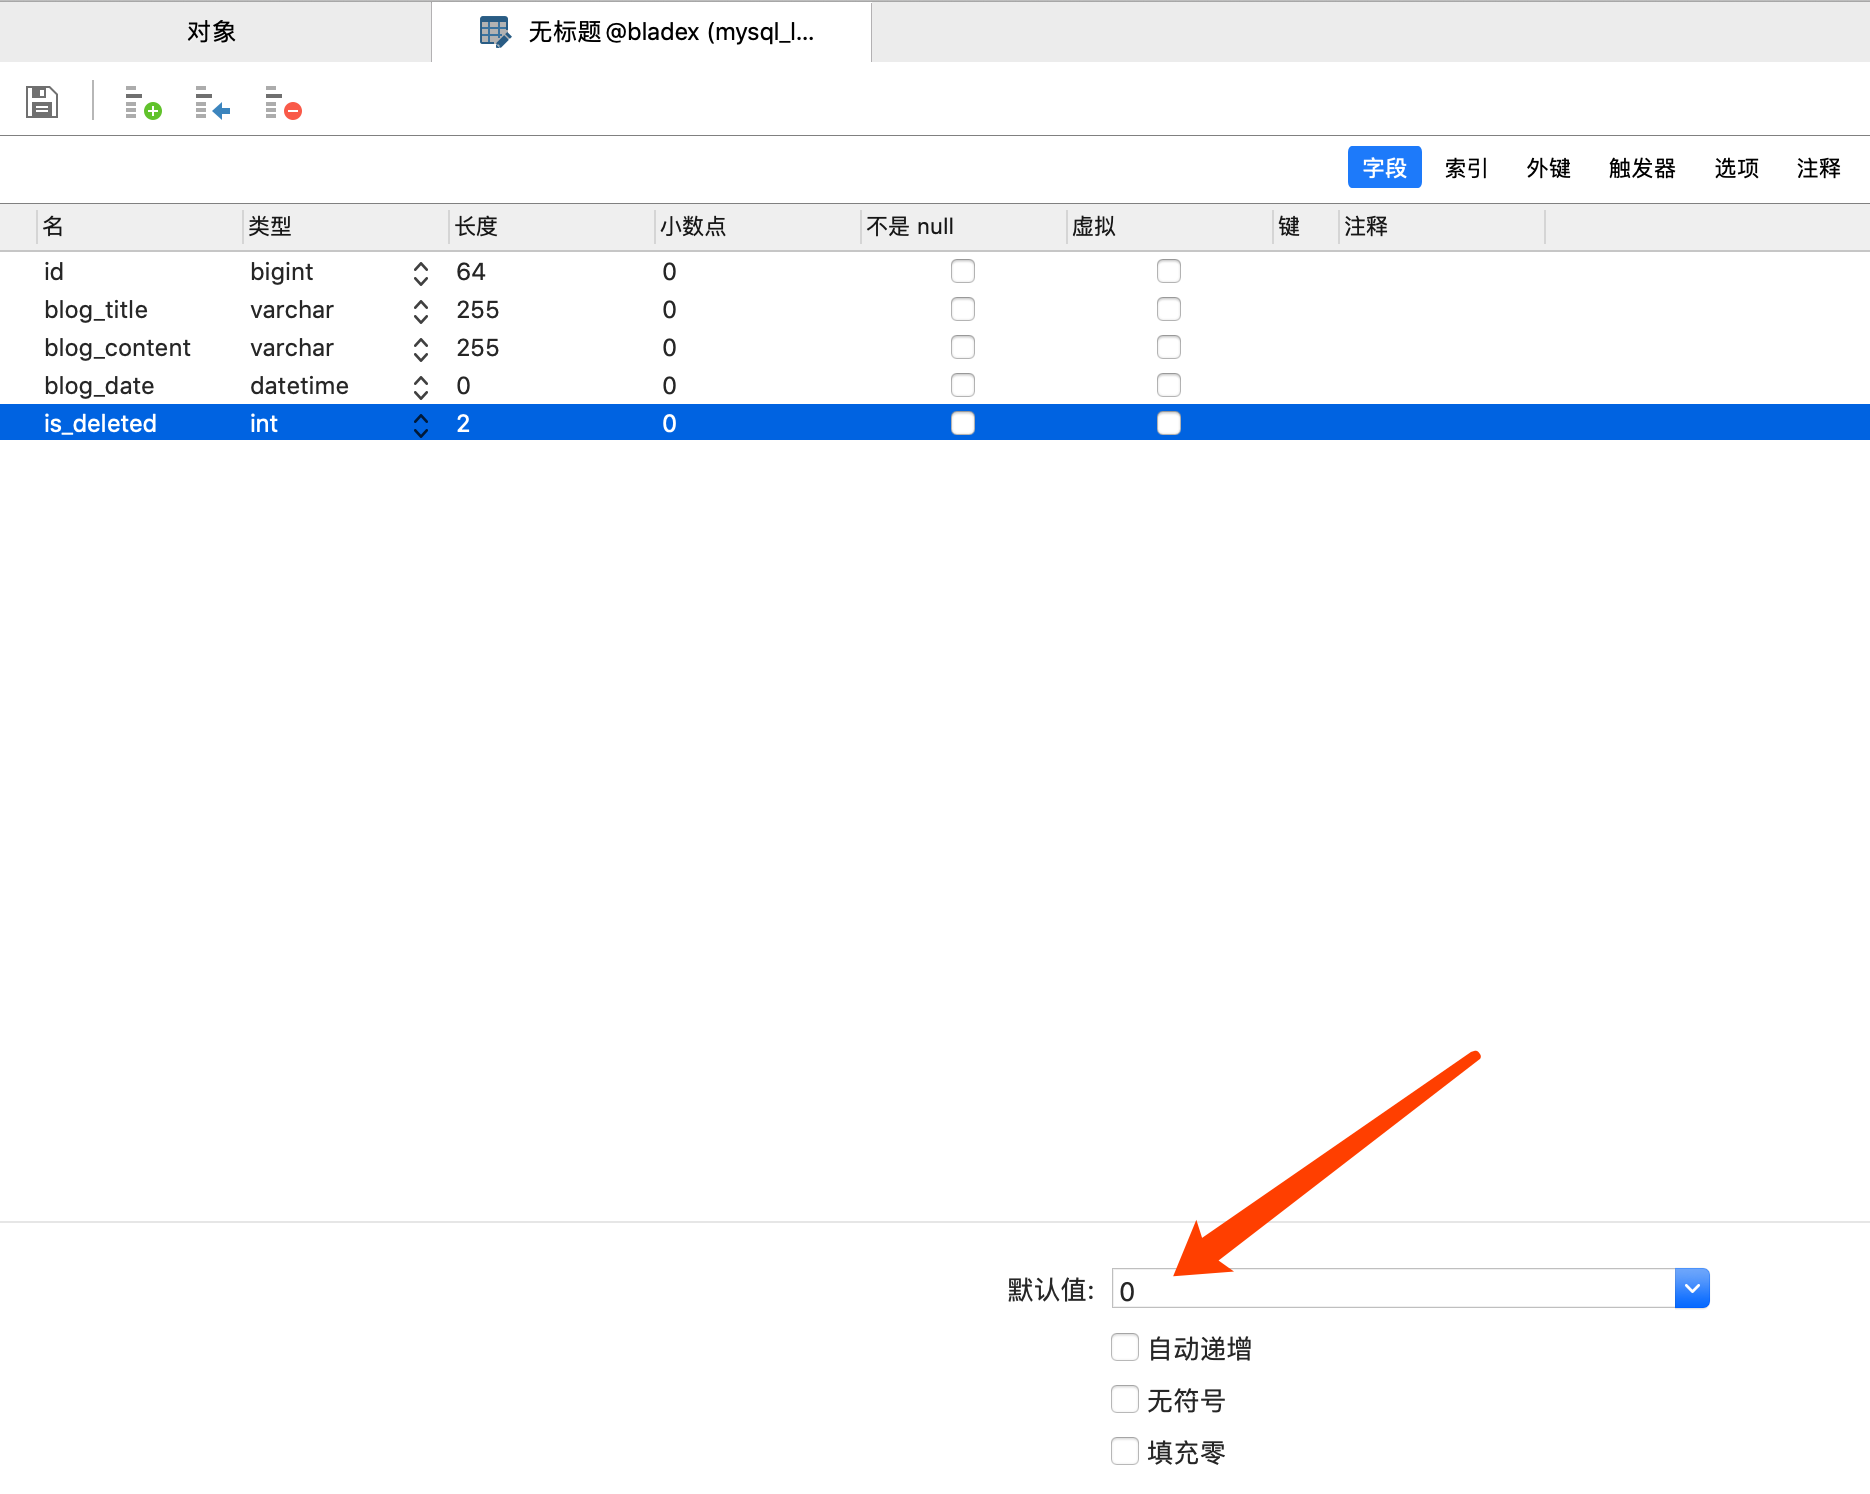 对象
无标题 @bladex (mysql_l...
字段 索引 外键 触发器 选项 注释
名 类型 长度 小数点 不是 null 虚拟 键 注释
id bigint 64 0
blog_title varchar 255 0
blog_content varchar 255 0
blog_date datetime 0 0
is_deleted int 2 0
默认值: 0
自动递增
无符号
填充零